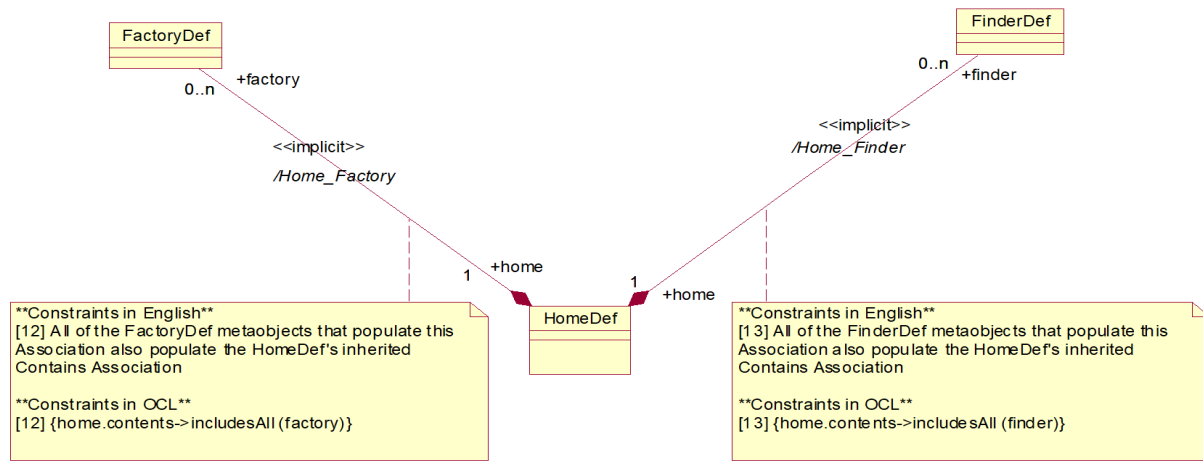 FactoryDef
FinderDef
0..n
+factory
0..n
+finder
<<implicit>>
/Home_Factory
<<implicit>>
/Home_Finder
1
+home
1
+home
HomeDef
**Constraints in English**
[12] All of the FactoryDef metaobjects that populate this
Association also populate the HomeDef's inherited
Contains Association
**Constraints in OCL**
[12] {home.contents->includesAll (factory)}
**Constraints in English**
[13] All of the FinderDef metaobjects that populate this
Association also populate the HomeDef's inherited
Contains Association
**Constraints in OCL**
[13] {home.contents->includesAll (finder)}